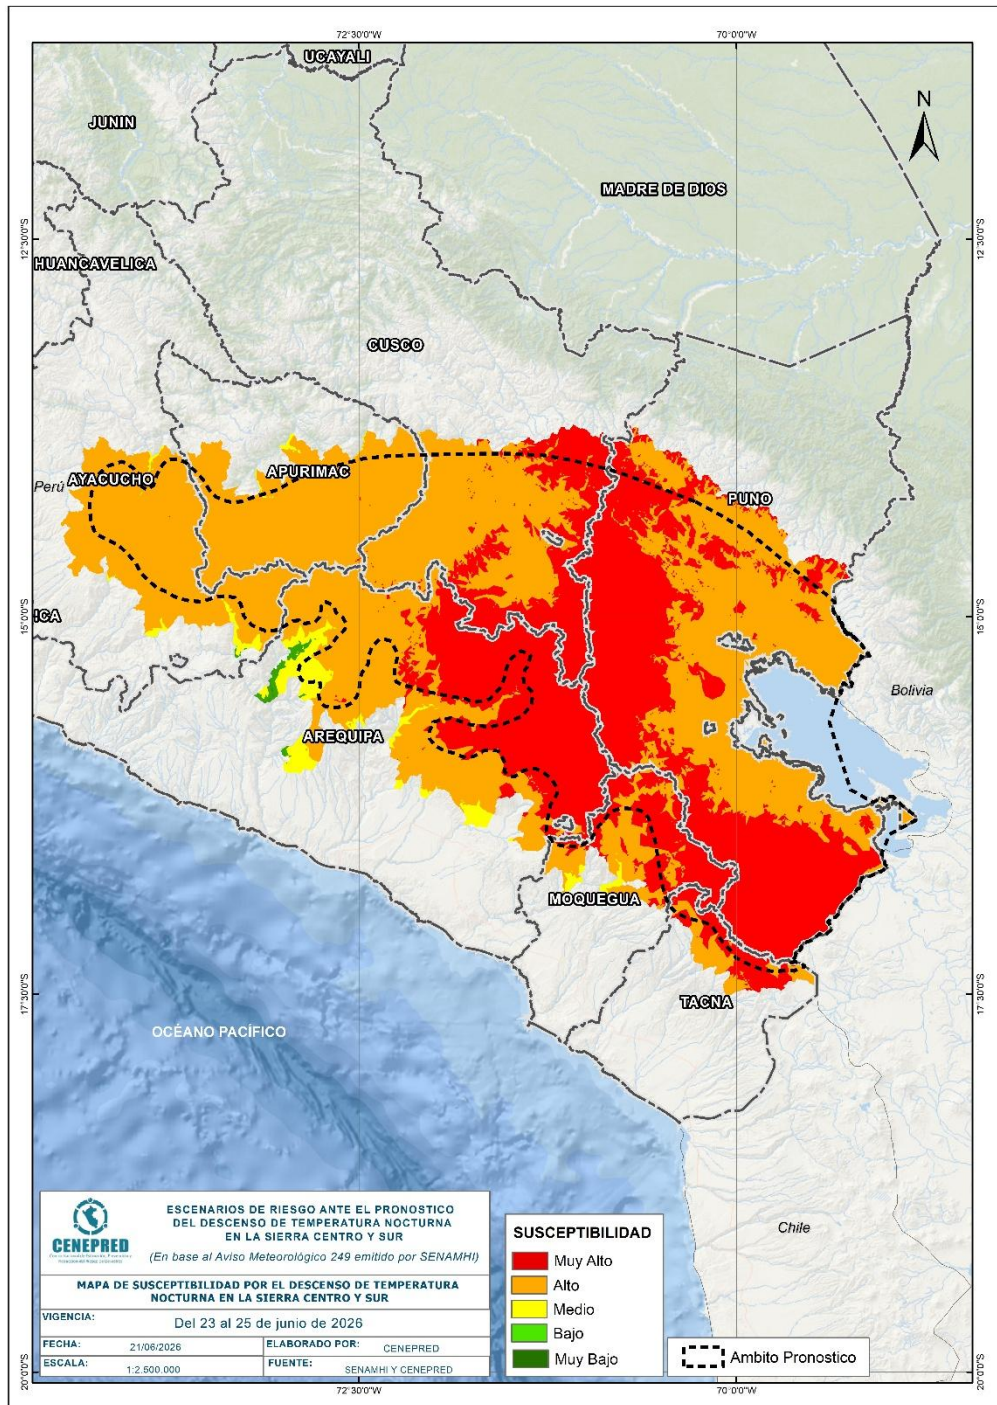 72°30'0"W
70°0'0"W
UCAYALI
JUNIN
N
MADRE DE DIOS
12°30'0"S
12°30'0"S
HUANCAVELICA
CUSCO
AYACUCHO
APURIMAC
Perú
PUNO
15°0'0"S
ICA
15°0'0"S
Bolivia
AREQUIPA
MOQUEGUA
17°30'0"S
TACNA
17°30'0"S
OCÉANO PACÍFICO
Chile
CENEPRED
ESCENARIOS DE RIESGO ANTE EL PRONOSTICO
DEL DESCENSO DE TEMPERATURA NOCTURNA
EN LA SIERRA CENTRO Y SUR
(En base al Aviso Meteorológico 249 emitido por SENAMHI)
MAPA DE SUSCEPTIBILIDAD POR EL DESCENSO DE TEMPERATURA
NOCTURNA EN LA SIERRA CENTRO Y SUR
VIGENCIA: Del 23 al 25 de junio de 2026
FECHA: 21/06/2026 ELABORADO POR: CENEPRED
ESCALA: 1:2.500.000 FUENTE: SENAMHI Y CENEPRED
SUSCEPTIBILIDAD
Muy Alto
Alto
Medio
Bajo
Muy Bajo
Ambito Pronostico
20°0'0"S
20°0'0"S
72°30'0"W
70°0'0"W